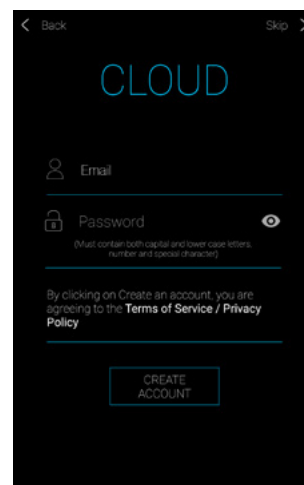 Back Skip
CLOUD
Email
Password
(Must contain both capital and lower case letters,
number and special character)
By clicking on Create an account, you are
agreeing to the Terms of Service / Privacy
Policy
CREATE
ACCOUNT